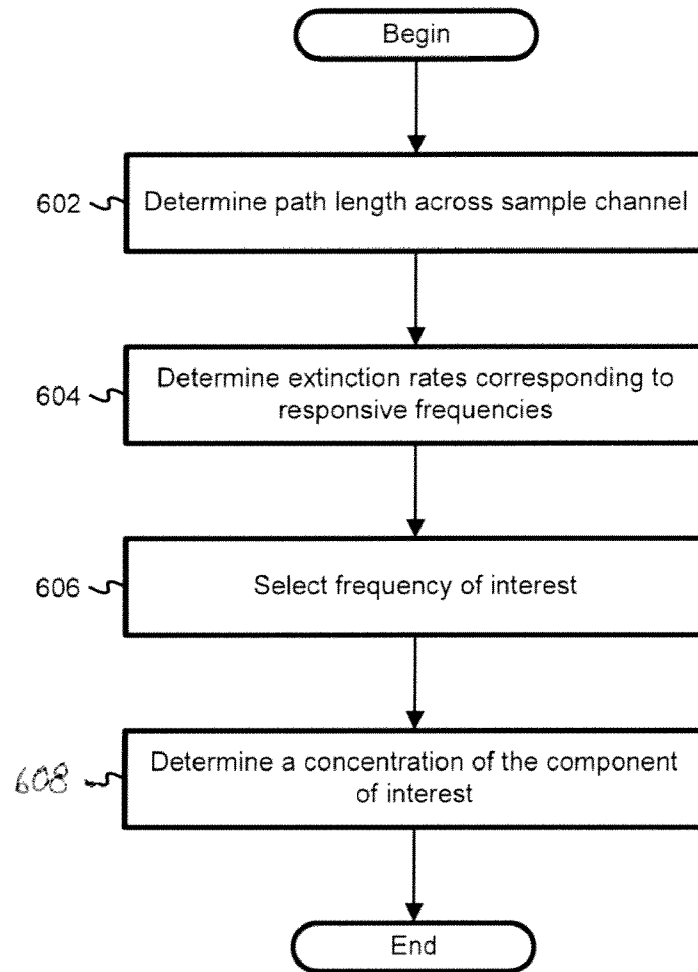 Begin
602
Determine path length across sample channel
604
Determine extinction rates corresponding to
responsive frequencies
606
Select frequency of interest
608
Determine a concentration of the component
of interest
End